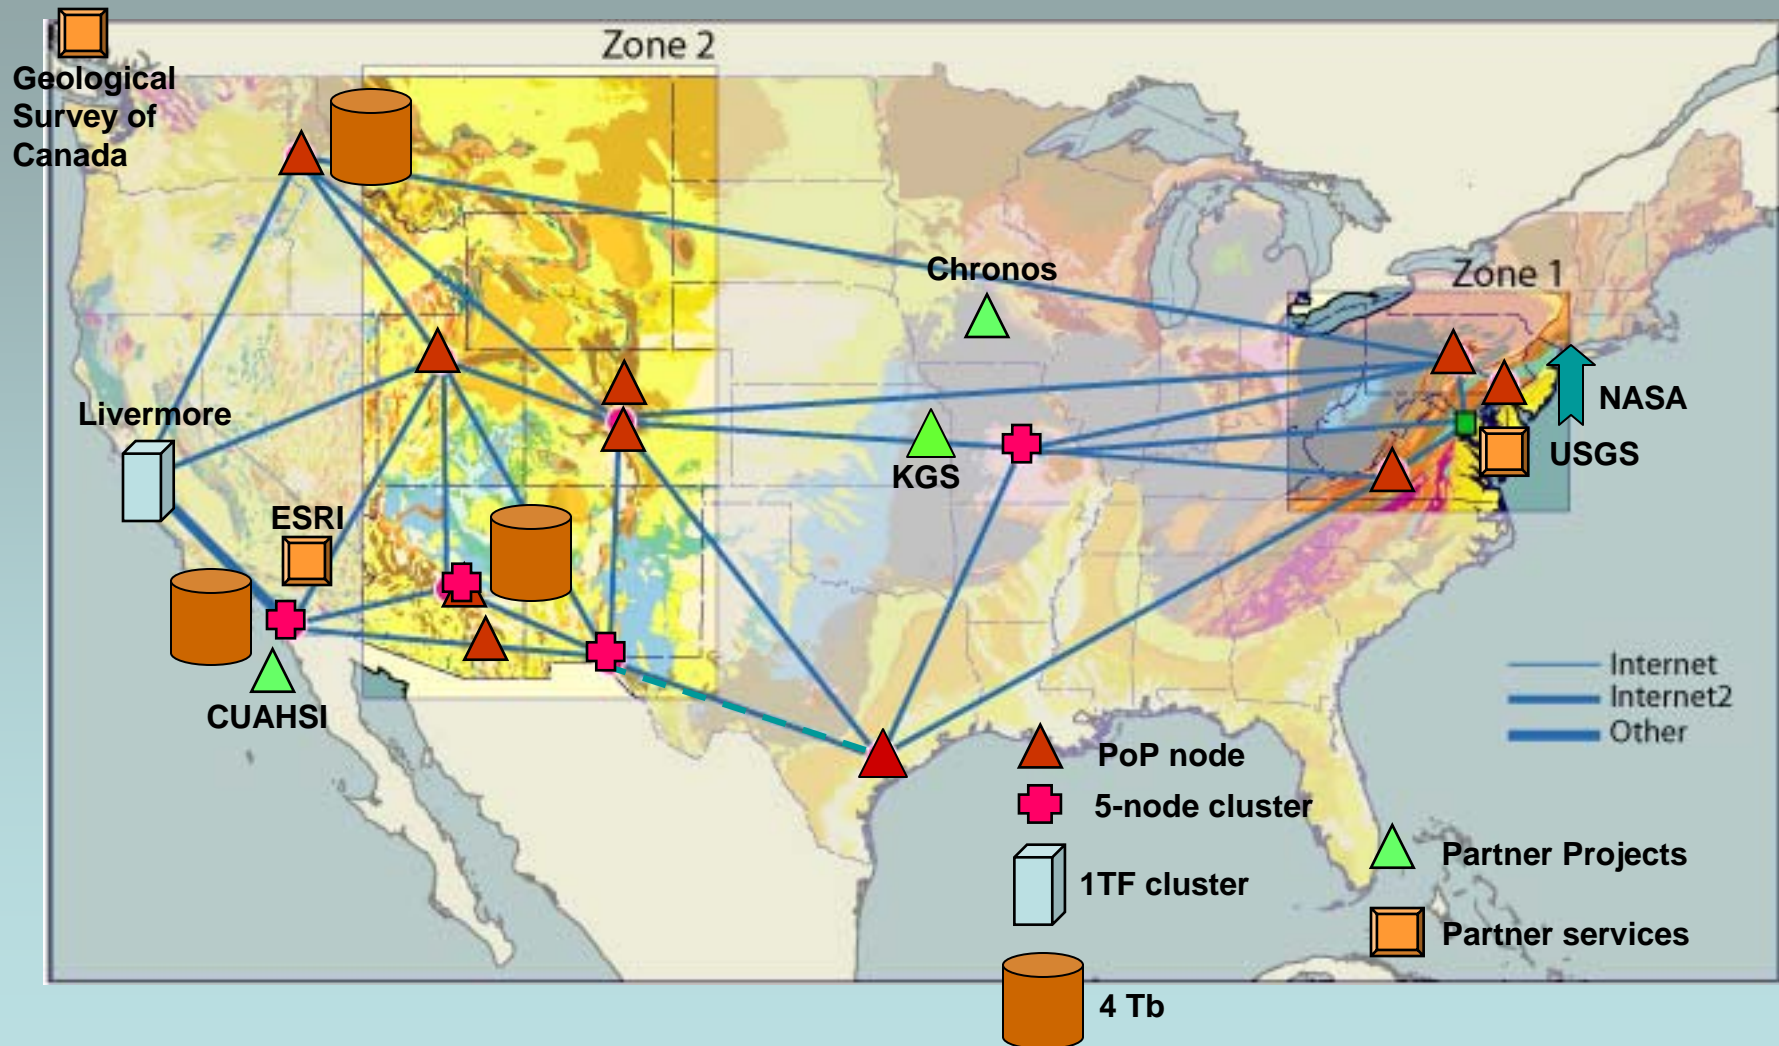 Zone 2
Geological
Survey of
Canada
Chronos
Zone 1
Livermore
NASA
KGS
USGS
ESRI
CUAHSI
Internet
Internet2
Other
PoP node
5-node cluster
1TF cluster
4 Tb
Partner Projects
Partner services